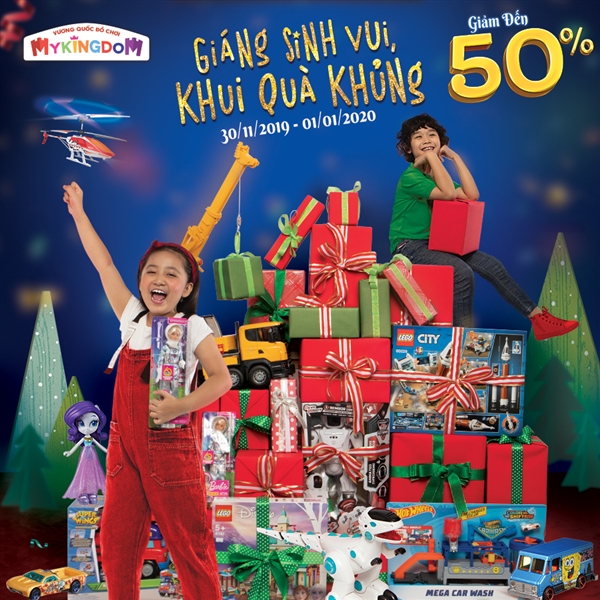 VƯƠNG QUỐC ĐỒ CHƠI
MYKINGDOM
GIÁNG SINH VUI,
KHUI QUÀ KHỦNG
30/11/2019 - 01/01/2020
Giảm Đến
50%
LEGO CITY
Barbie
LEGO
5+
SUPER WINGS
Hot Wheels
MEGA CAR WASH